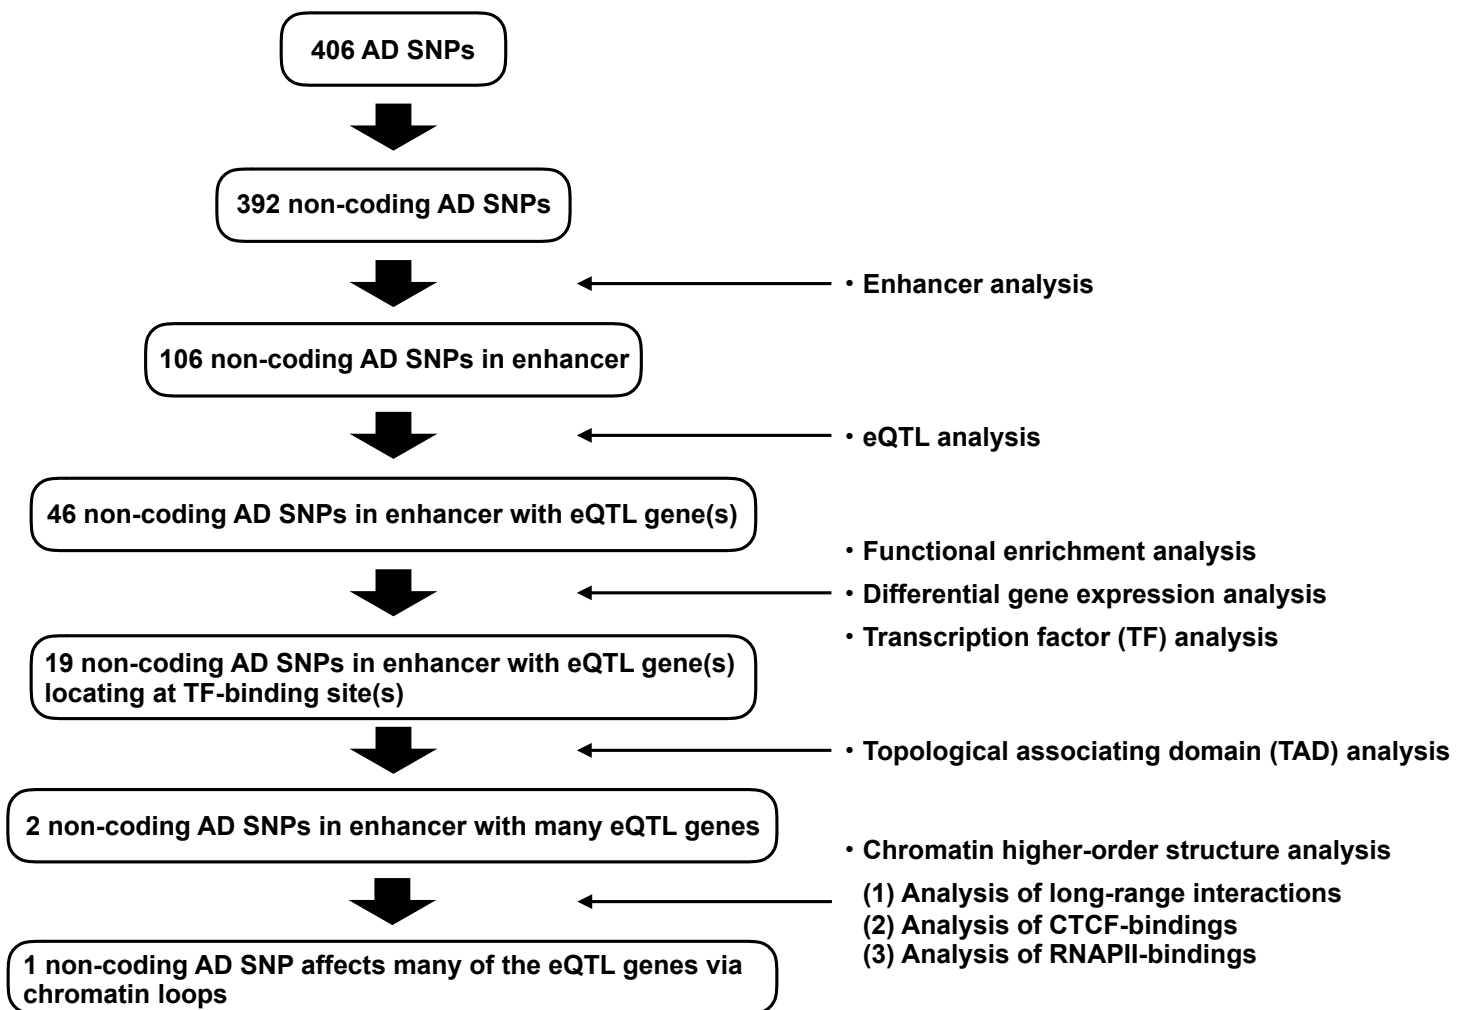 406 AD SNPs
392 non-coding AD SNPs
・Enhancer analysis
106 non-coding AD SNPs in enhancer
・eQTL analysis
46 non-coding AD SNPs in enhancer with eQTL gene(s)
・Functional enrichment analysis
・Differential gene expression analysis
・Transcription factor (TF) analysis
19 non-coding AD SNPs in enhancer with eQTL gene(s)
locating at TF-binding site(s)
・Topological associating domain (TAD) analysis
2 non-coding AD SNPs in enhancer with many eQTL genes
・Chromatin higher-order structure analysis
(1) Analysis of long-range interactions
(2) Analysis of CTCF-bindings
(3) Analysis of RNAPII-bindings
1 non-coding AD SNP affects many of the eQTL genes via
chromatin loops